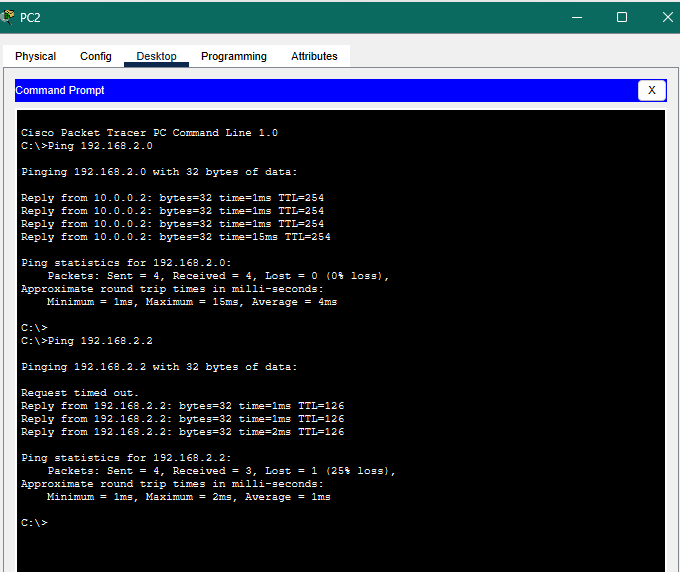 PC2
Physical Config Desktop Programming Attributes
Command Prompt
X
Cisco Packet Tracer PC Command Line 1.0
C:\>Ping 192.168.2.0
Pinging 192.168.2.0 with 32 bytes of data:
Reply from 10.0.0.2: bytes=32 time=1ms TTL=254
Reply from 10.0.0.2: bytes=32 time=1ms TTL=254
Reply from 10.0.0.2: bytes=32 time=1ms TTL=254
Reply from 10.0.0.2: bytes=32 time=15ms TTL=254
Ping statistics for 192.168.2.0:
Packets: Sent = 4, Received = 4, Lost = 0 (0% loss),
Approximate round trip times in milli-seconds:
Minimum = 1ms, Maximum = 15ms, Average = 4ms
C:\>
C:\>Ping 192.168.2.2
Pinging 192.168.2.2 with 32 bytes of data:
Request timed out.
Reply from 192.168.2.2: bytes=32 time=1ms TTL=126
Reply from 192.168.2.2: bytes=32 time=1ms TTL=126
Reply from 192.168.2.2: bytes=32 time=2ms TTL=126
Ping statistics for 192.168.2.2:
Packets: Sent = 4, Received = 3, Lost = 1 (25% loss),
Approximate round trip times in milli-seconds:
Minimum = 1ms, Maximum = 2ms, Average = 1ms
C:\>